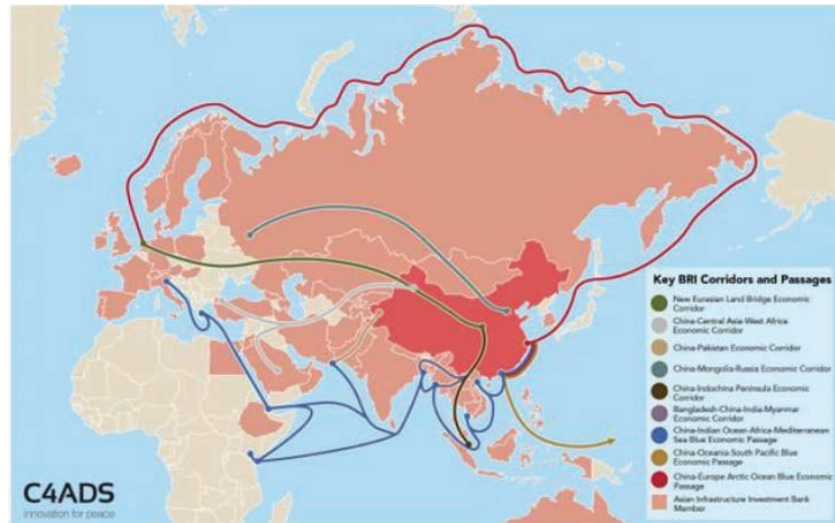 Key BRI Corridors and Passages
New Eurasian Land Bridge Economic
Corridor
China-Central Asia-West Africa
Economic Corridor
China-Pakistan Economic Corridor
China-Mongolia-Russia Economic Corridor
China-Indochina Peninsula Economic
Corridor
Bangladesh-China-India-Myanmar
Economic Corridor
China-Indian Ocean-Africa-Mediterranean
Sea Blue Economic Passage
China-Oceania-South Pacific Blue
Economic Passage
China-Europe Arctic Ocean Blue Economic
Passage
Asian Infrastructure Investment Bank
Member
C4ADS
innovation for peace